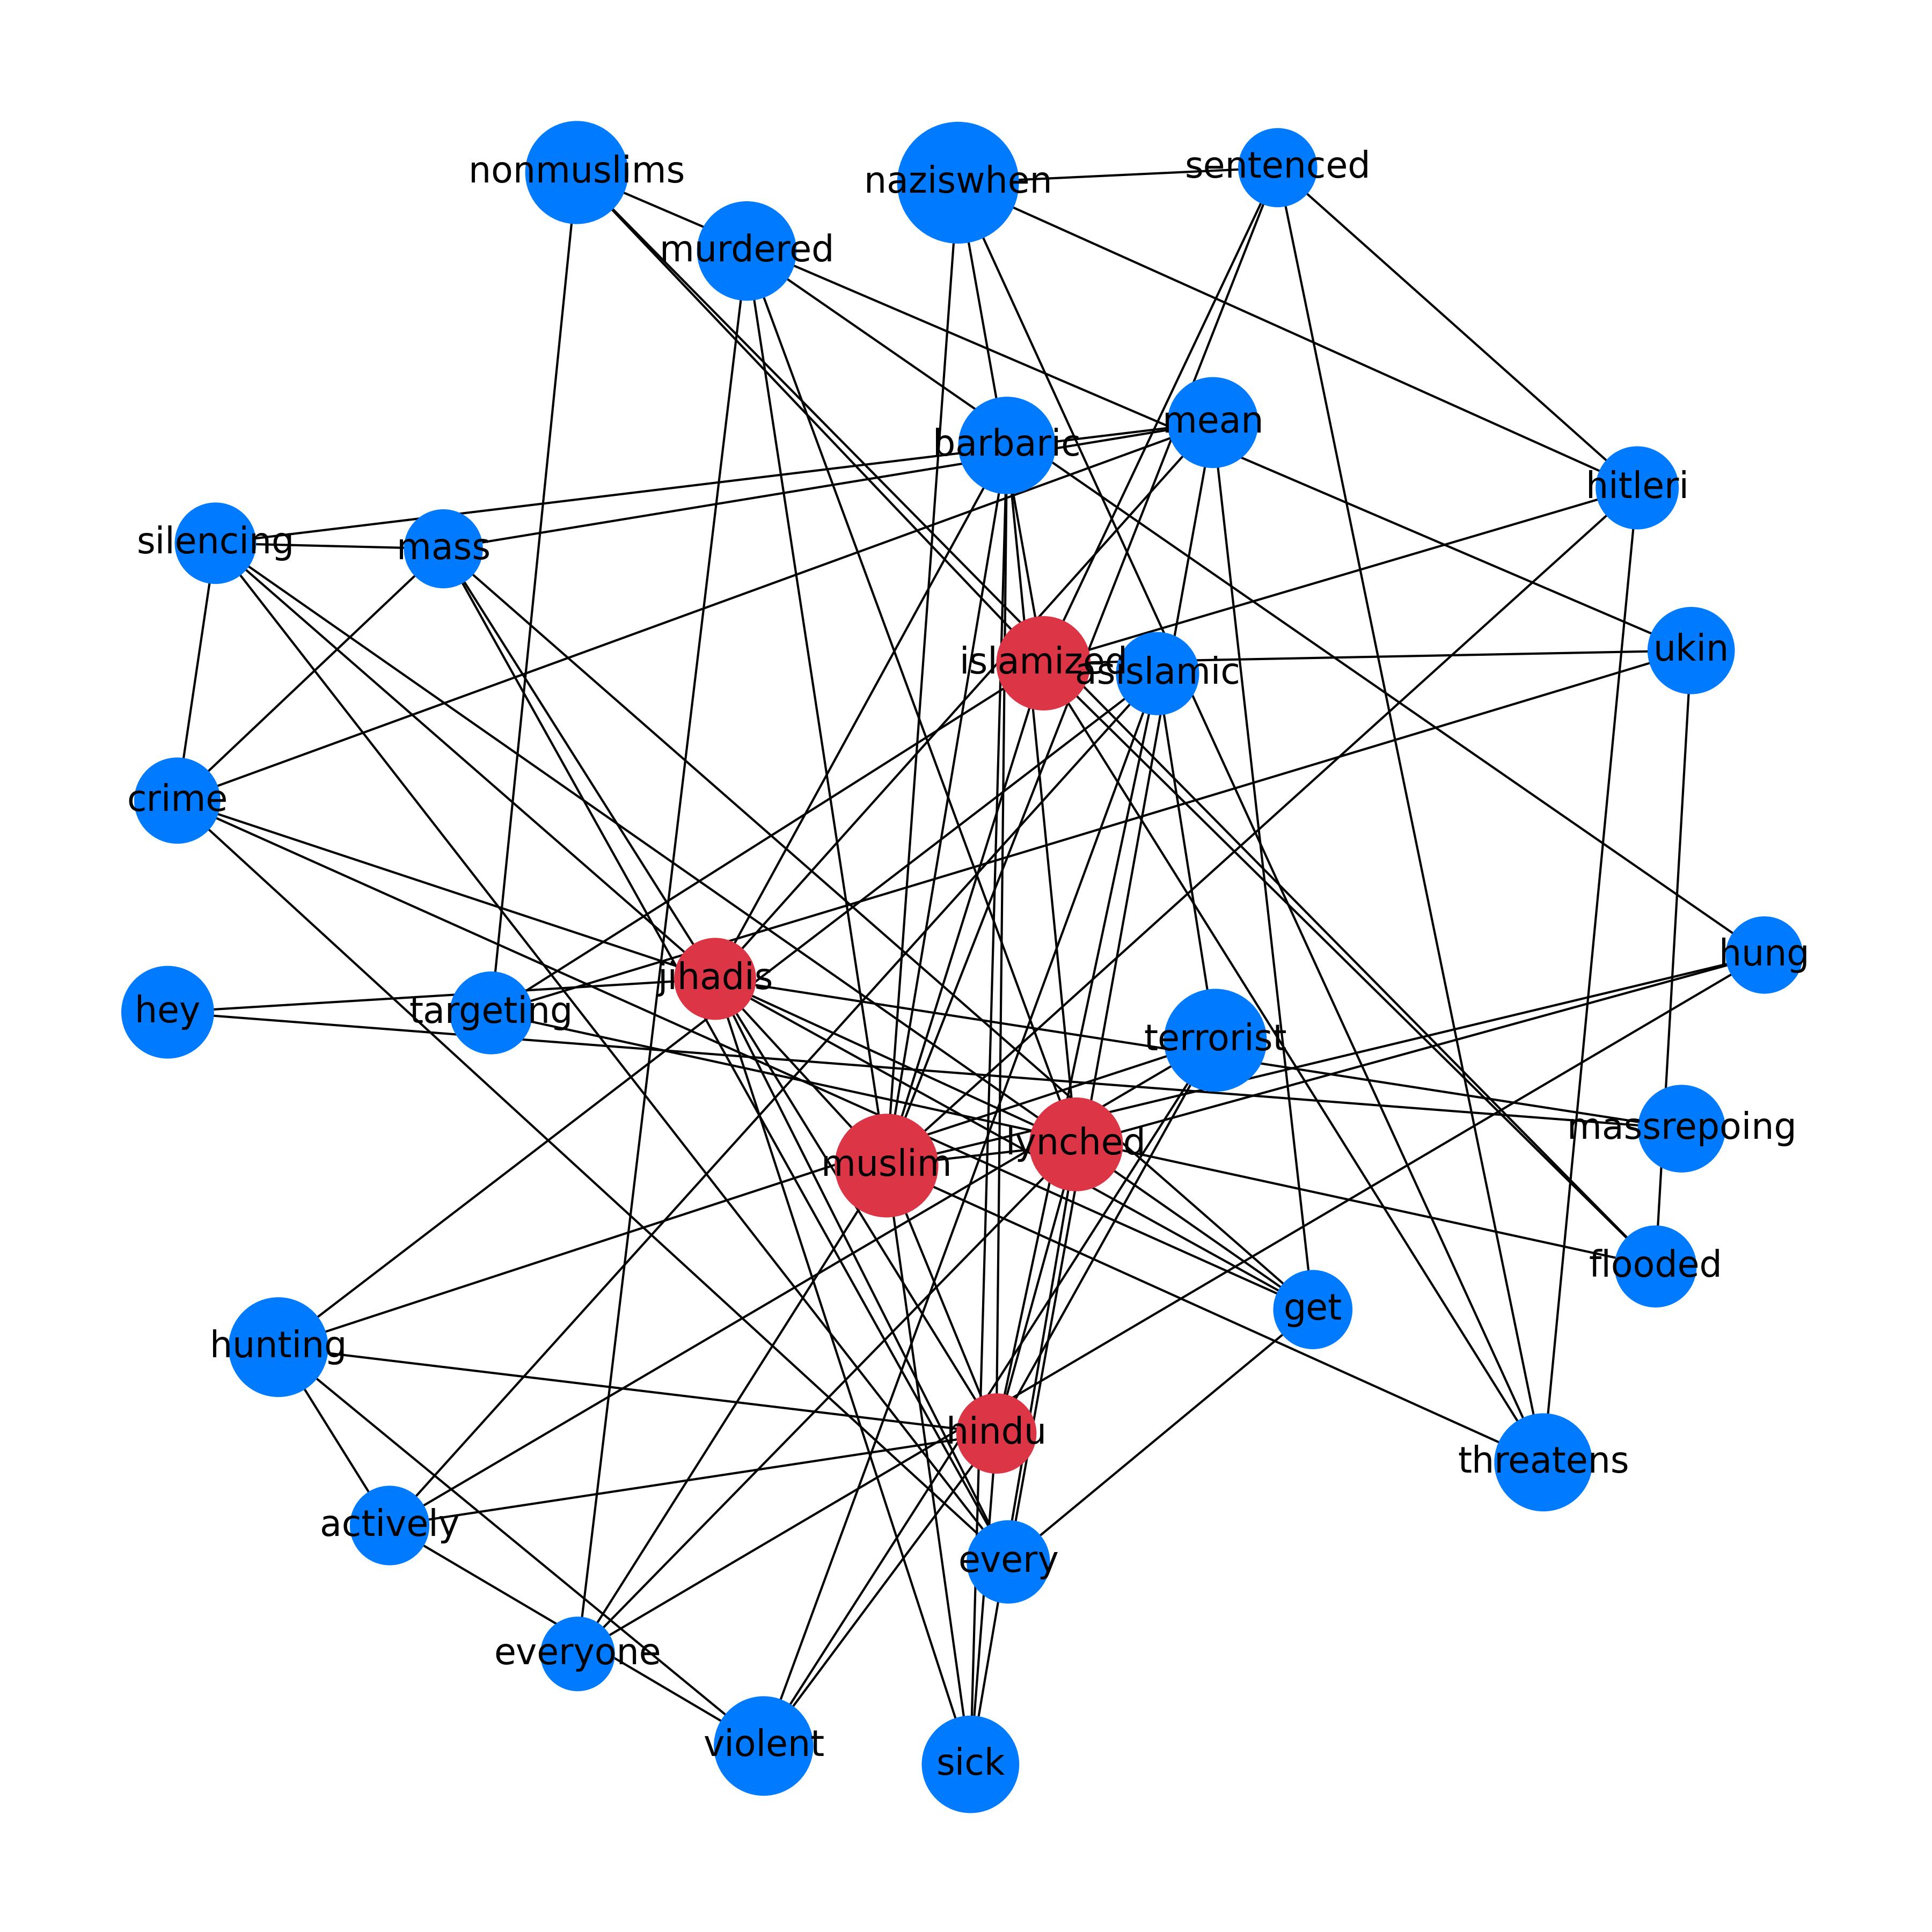 nonmuslims
naziswhen
sentenced
murdered
barbaric
mean
hitleri
silencing
mass
islamized
asislamic
ukin
crime
hung
jihadis
hey
targeting
terrorist
massrepoing
muslim
lynched
flooded
get
hunting
hindu
threatens
actively
every
everyone
violent
sick